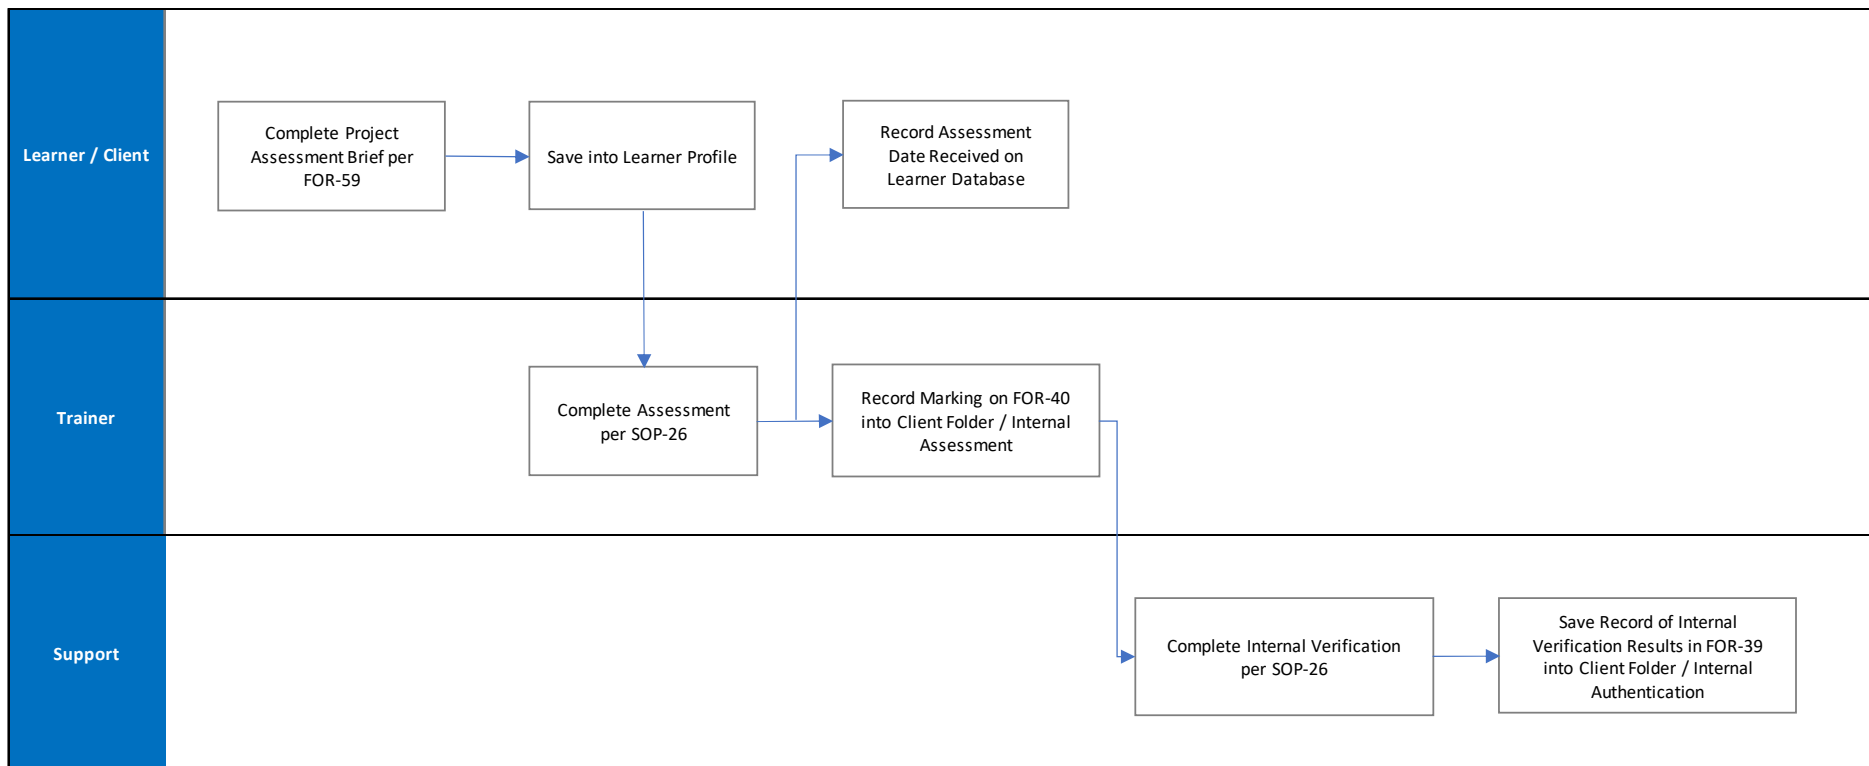 Learner / Client
Complete Project
Assessment Brief per
FOR-59
Save into Learner Profile
Record Assessment
Date Received on
Learner Database
Trainer
Complete Assessment
per SOP-26
Record Marking on FOR-40
into Client Folder / Internal
Assessment
Support
Complete Internal Verification
per SOP-26
Save Record of Internal
Verification Results in FOR-39
into Client Folder / Internal
Authentication